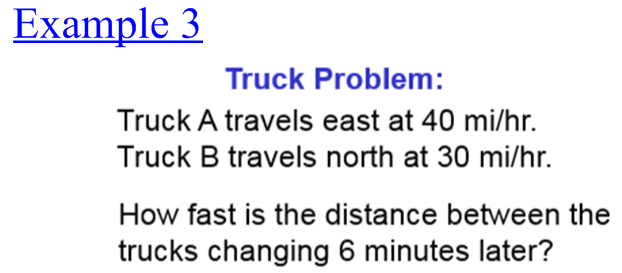 Example 3
Truck Problem:
Truck A travels east at 40 mi/hr.
Truck B travels north at 30 mi/hr.
How fast is the distance between the
trucks changing 6 minutes later?